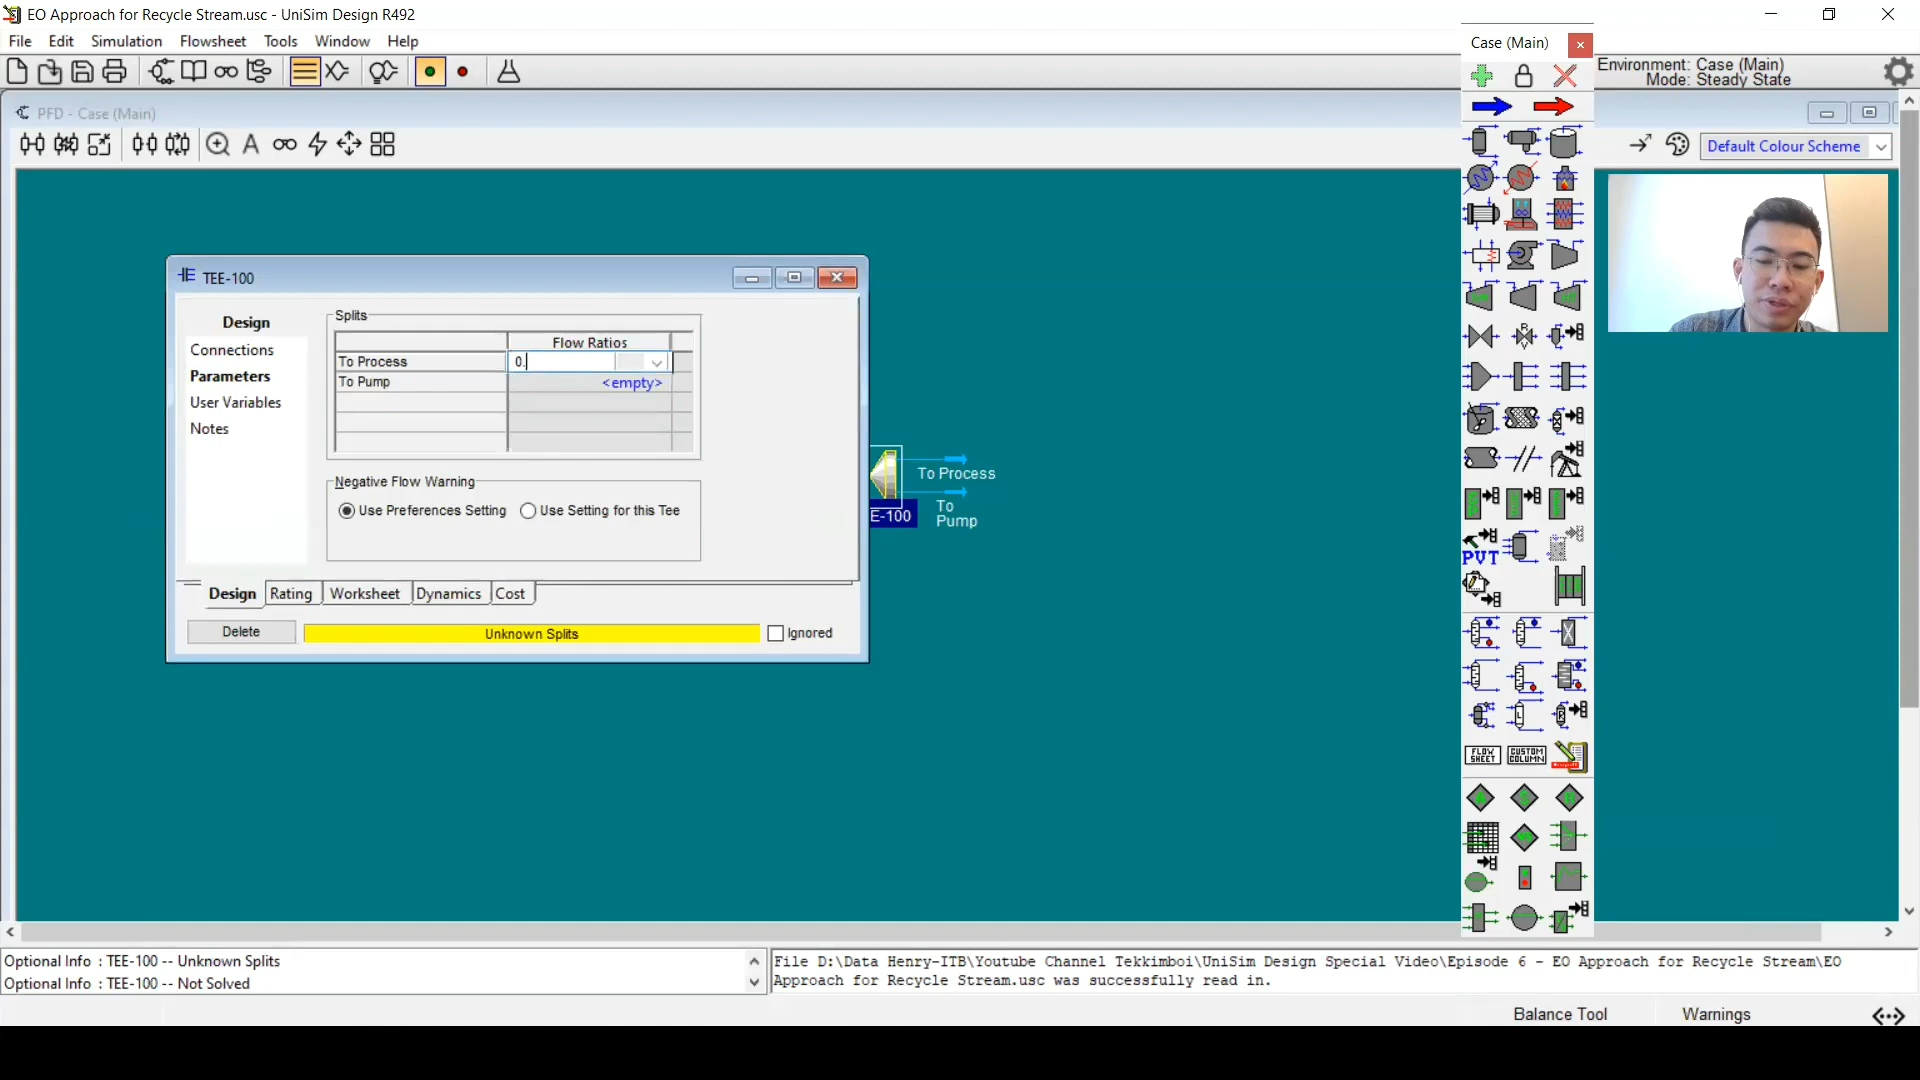 EO Approach for Recycle Stream.usc - UniSim Design R492
File Edit Simulation Flowsheet Tools Window Help
Case (Main)
Environment: Case (Main)
Mode: Steady State
PFD - Case (Main)
Default Colour Scheme
TEE-100
Design
Connections
Parameters
User Variables
Notes
Splits
Flow Ratios
To Process 0.
To Pump <empty>
Negative Flow Warning
Use Preferences Setting Use Setting for this Tee
Design Rating Worksheet Dynamics Cost
Delete Unknown Splits Ignored
To Process
E-100
To
Pump
PVT
FLOW
SHEET
CUSTOM
COLUMN
Optional Info : TEE-100 -- Unknown Splits
Optional Info : TEE-100 -- Not Solved
File D:\Data Henry-ITB\Youtube Channel Tekkimboi\UniSim Design Special Video\Episode 6 - EO Approach for Recycle Stream\EO
Approach for Recycle Stream.usc was successfully read in.
Balance Tool Warnings